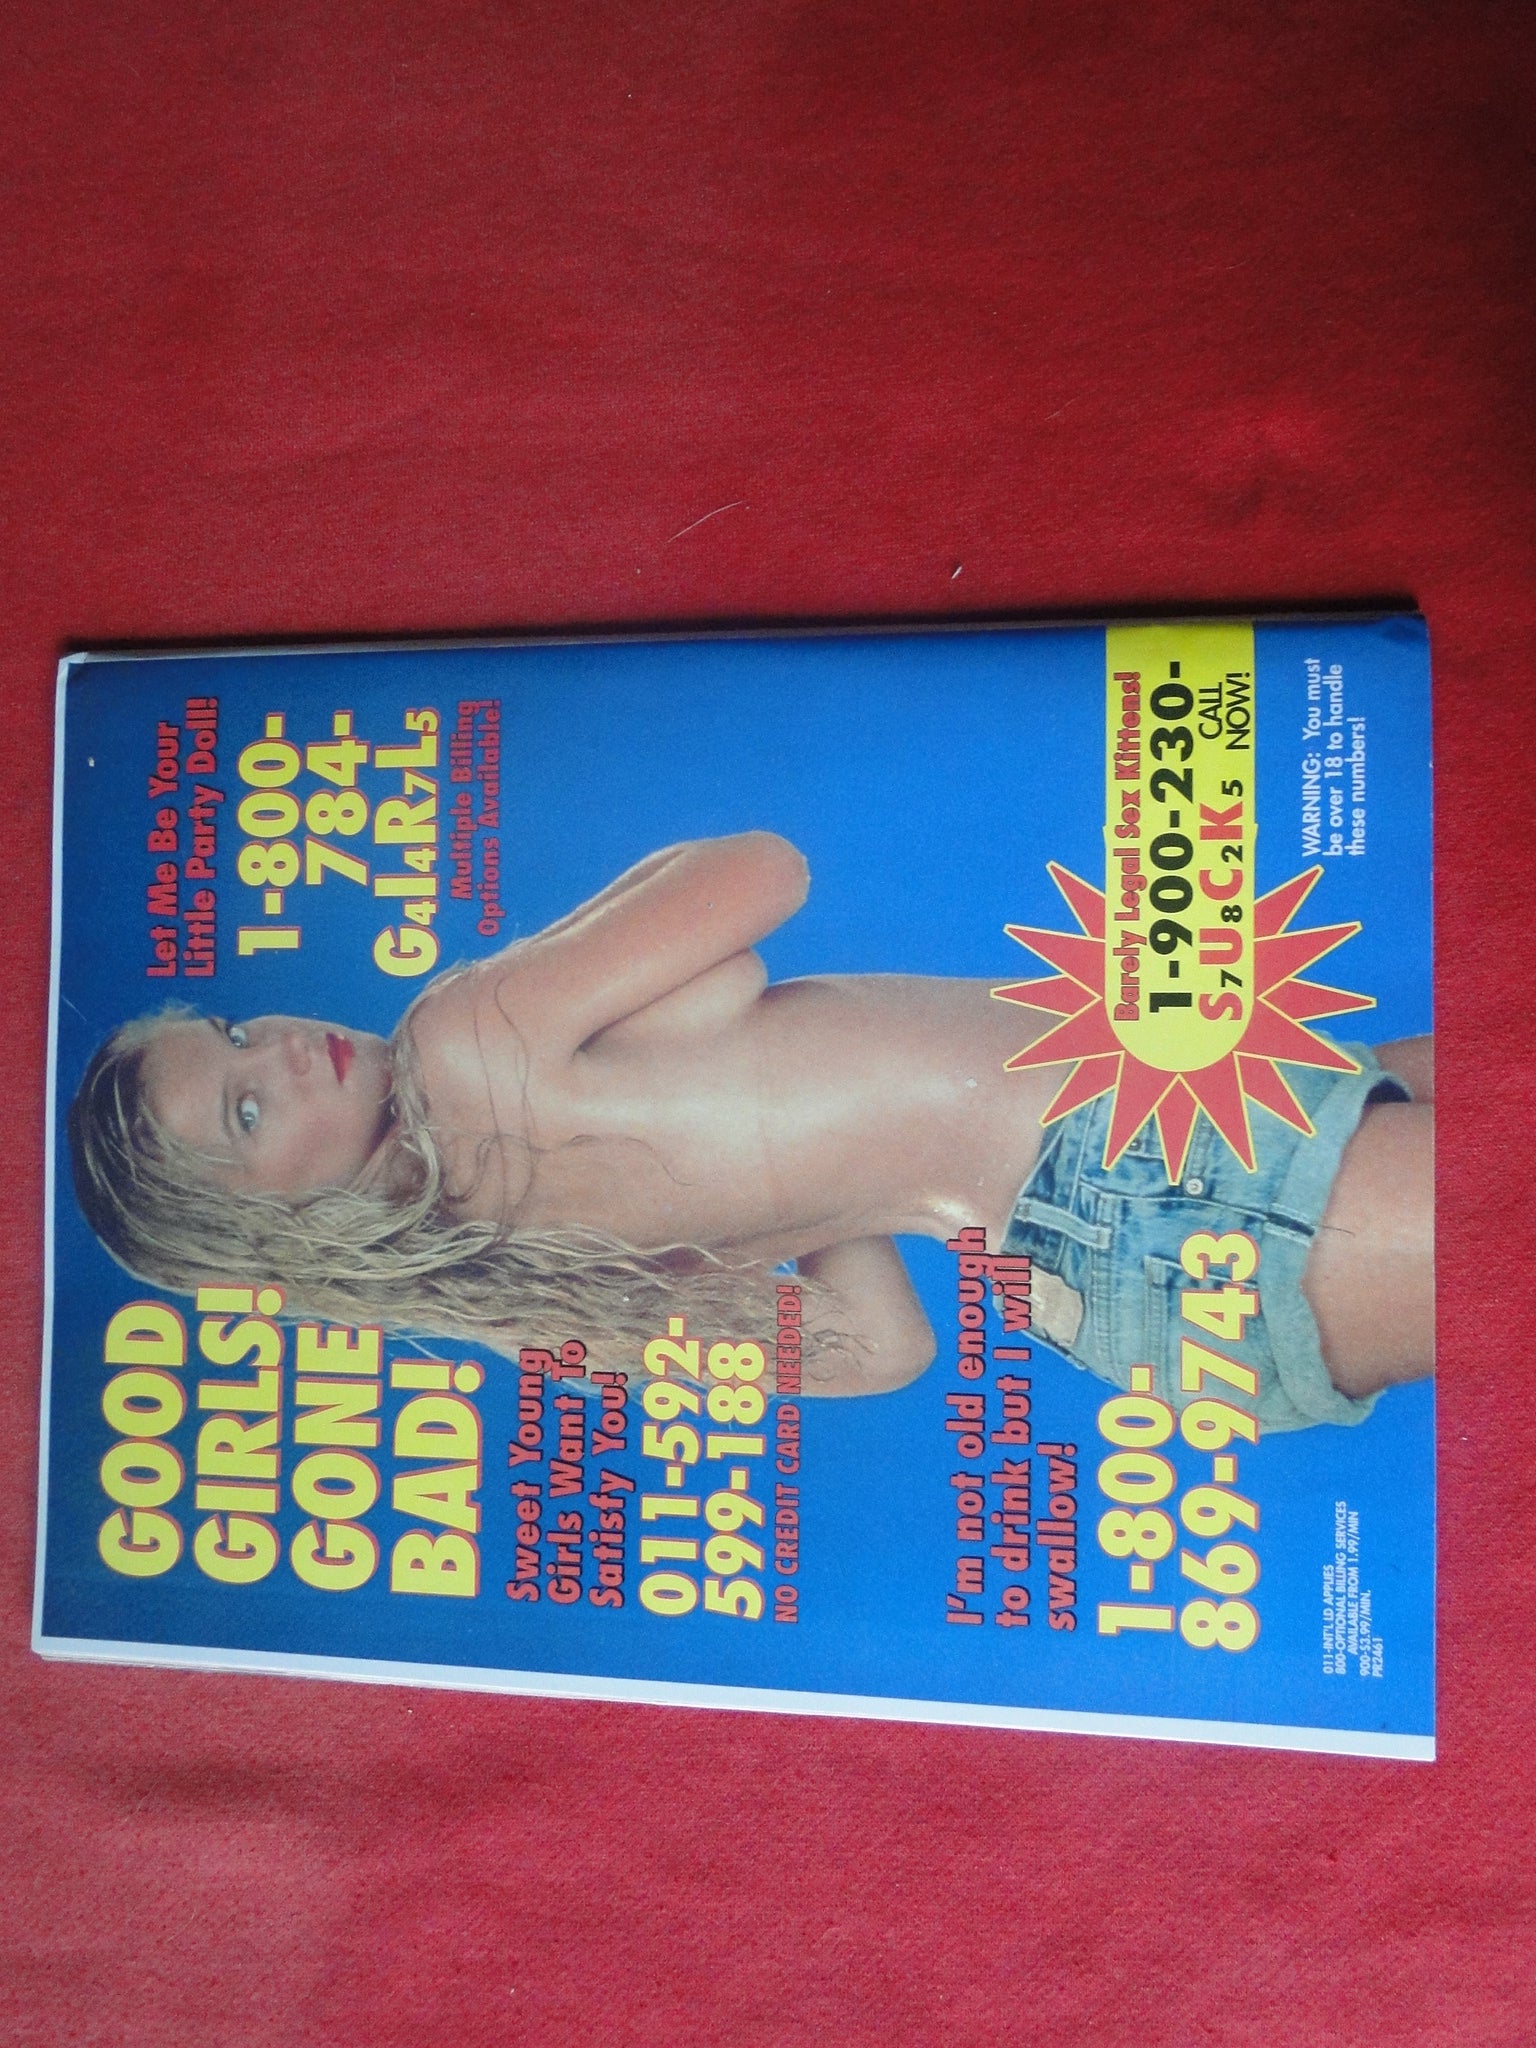 GOOD
GIRLS!
GONE
BAD!
Let Me Be Your
Little Party Doll!
1-800-
784-
G4I4R7L5
Multiple Billing
Options Available!
Sweet Young
Girls Want To
Satisfy You!
011-592-
599-188
NO CREDIT CARD NEEDED!
I'm not old enough
to drink but I will
swallow!
1-800-
869-9743
Barely Legal Sex Kittens!
1-900-230-
S7U8C2K5
CALL
NOW!
WARNING: You must
be over 18 to handle
these numbers!
011-INT'L LD APPLIES
800-OPTIONAL BILLING SERVICES
AVAILABLE FROM 1.99/MIN
900-$3.99/MIN.
PR2461